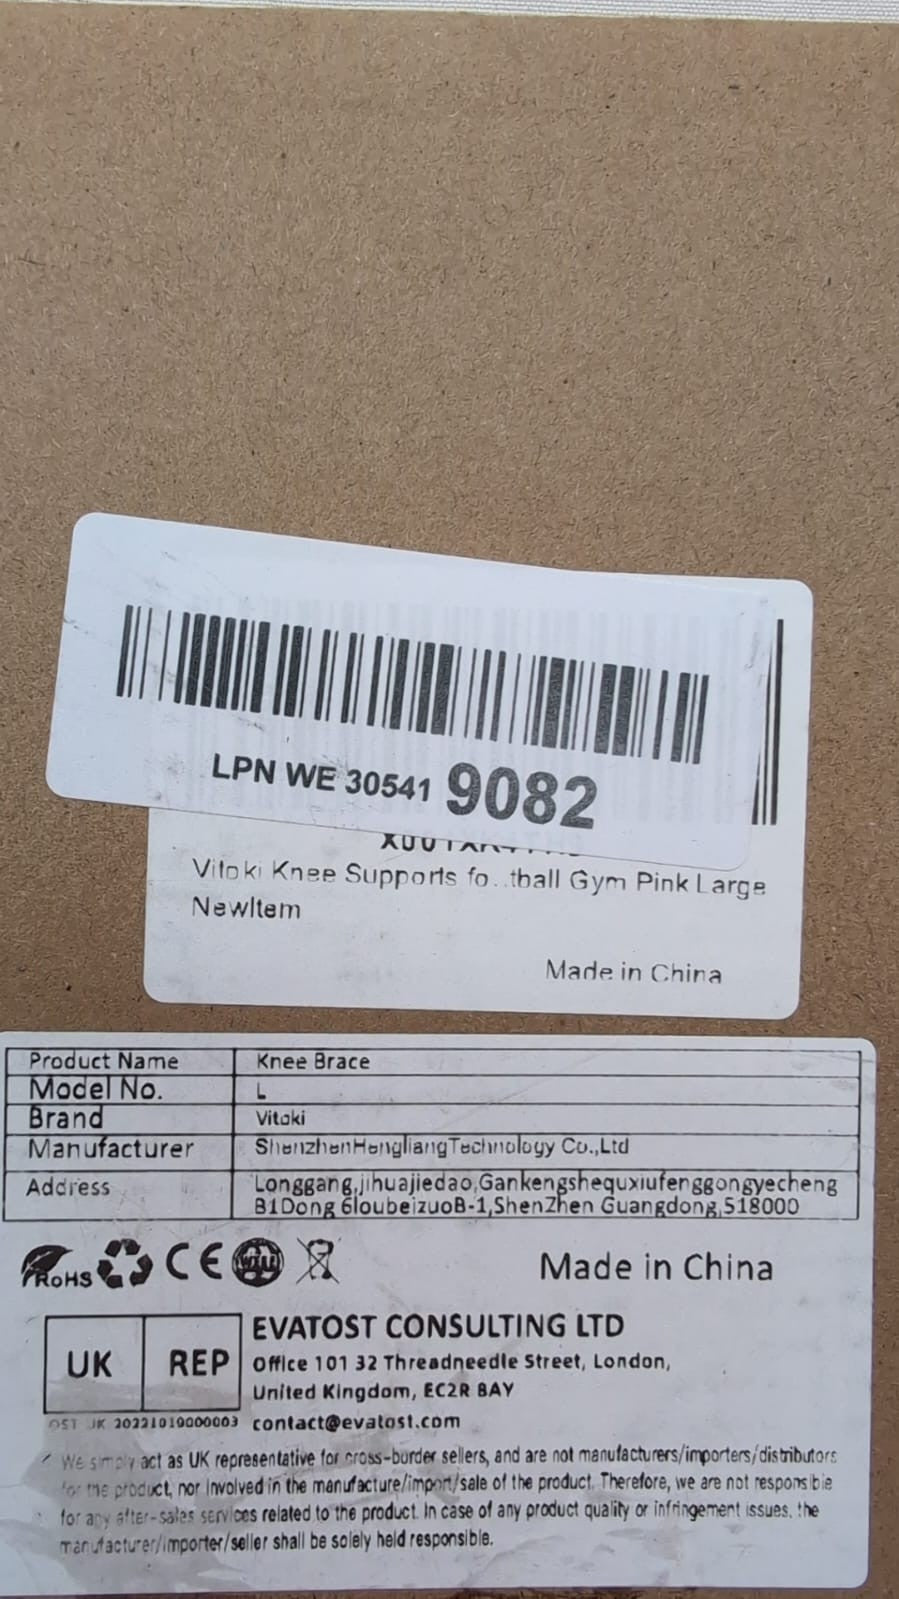 LPN WE 30541 9082
Vitoki Knee Supports fo...tball Gym Pink Large
NewItem
Made in China
Product Name Knee Brace
Model No. L
Brand Vitoki
Manufacturer ShenzhenHengliangTechnology Co.,Ltd
Address Longgang,jihuajiedao,Gankengshequxiufenggongyecheng
B1Dong 6loubeizuoB-1,ShenZhen Guangdong,518000
RoHS CE WEEE
Made in China
UK REP
EVATOST CONSULTING LTD
Office 101 32 Threadneedle Street, London,
United Kingdom, EC2R 8AY
OST UK 20221019000003 contact@evatost.com
We simply act as UK representative for cross-border sellers, and are not manufacturers/importers/distributors
for the product, nor involved in the manufacture/import/sale of the product. Therefore, we are not responsible
for any after-sales services related to the product. In case of any product quality or infringement issues, the
manufacturer/importer/seller shall be solely held responsible.